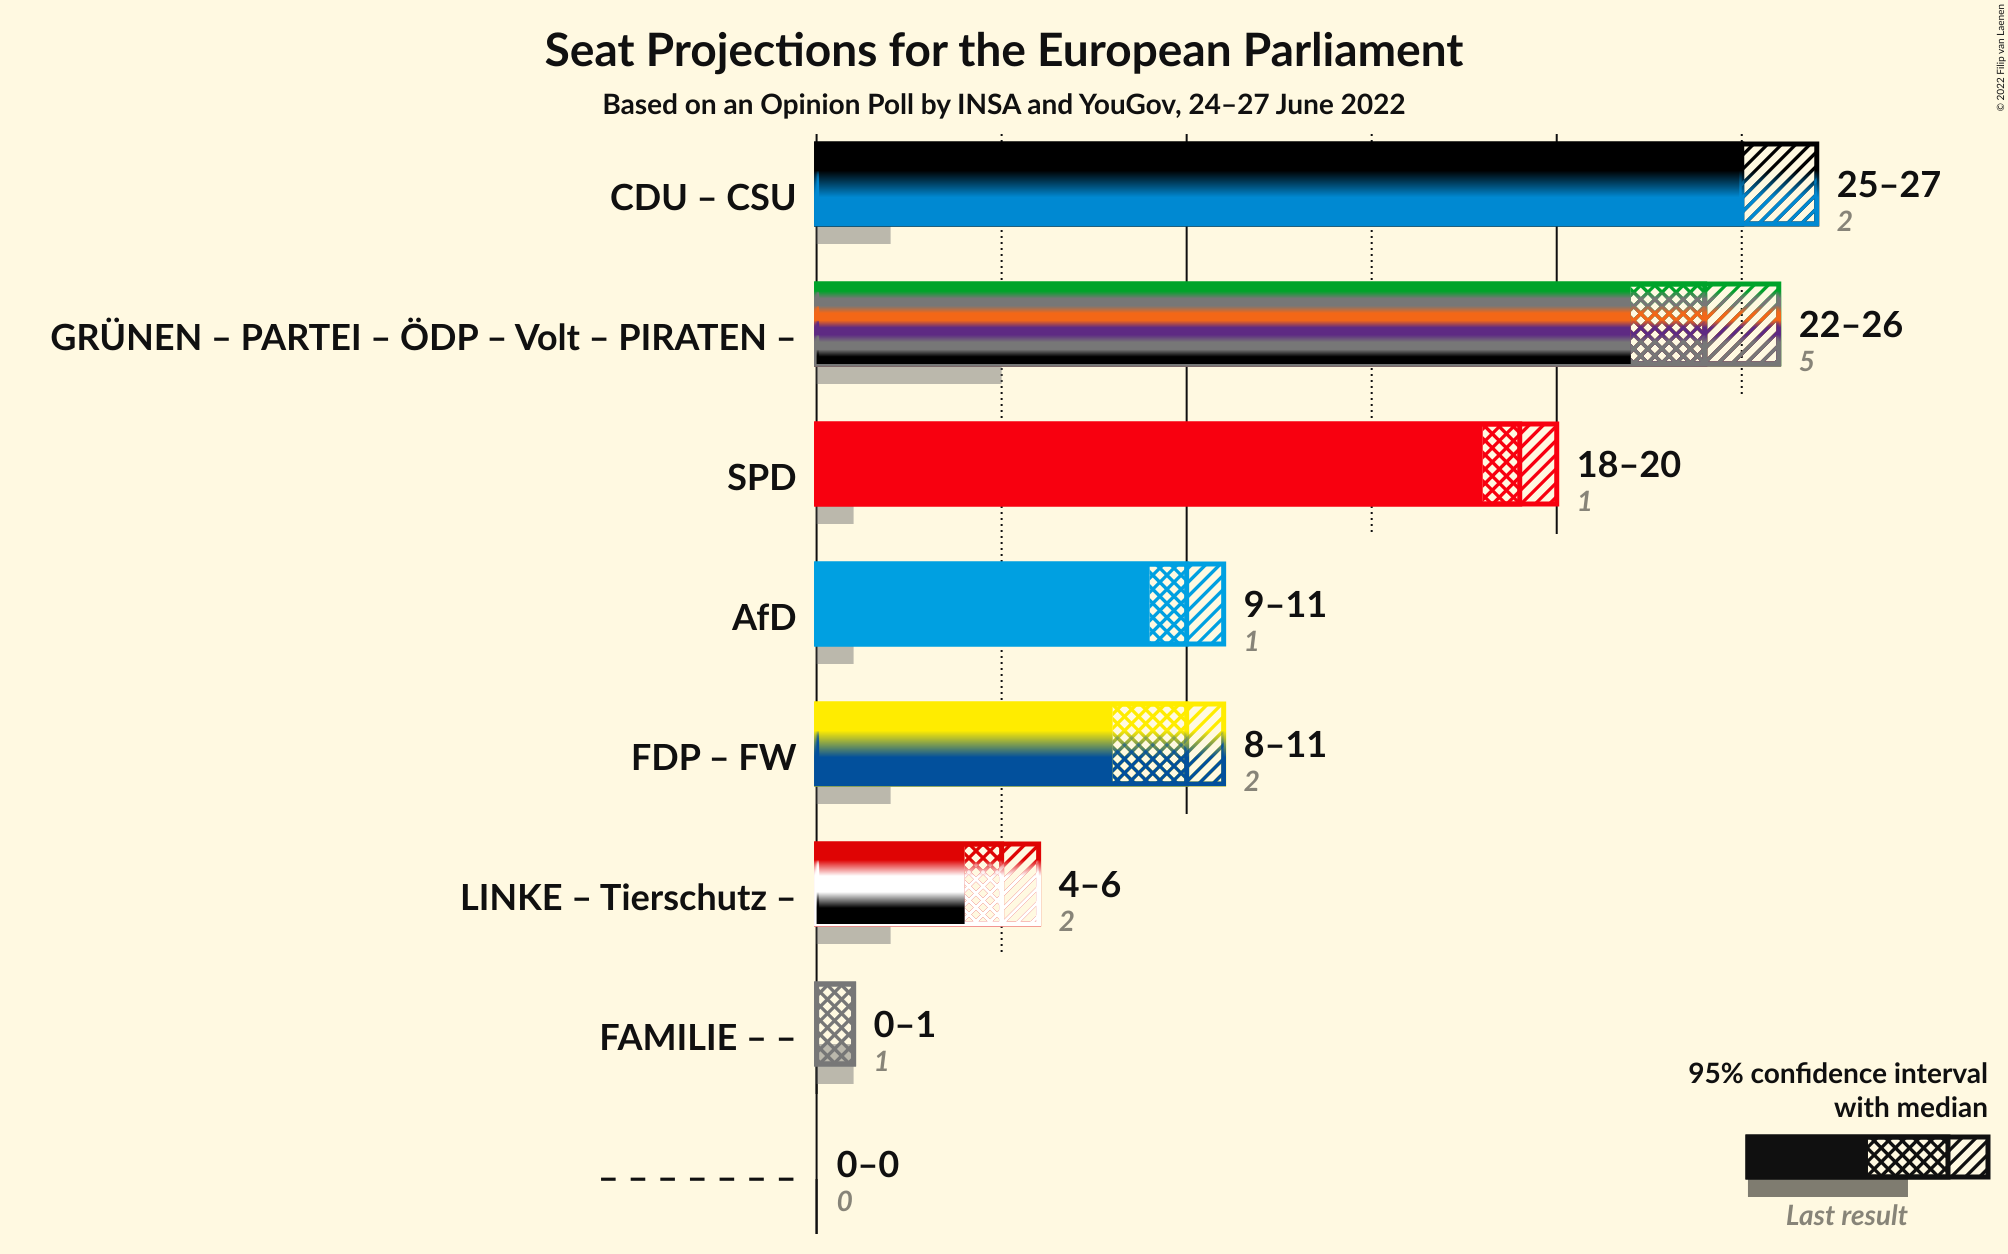 Seat Projections for the European Parliament
Based on an Opinion Poll by INSA and YouGov, 24–27 June 2022
© 2022 Filip van Laenen
CDU – CSU
25–27
2
GRÜNEN – PARTEI – ÖDP – Volt – PIRATEN –
22–26
5
SPD
18–20
1
AfD
9–11
1
FDP – FW
8–11
2
LINKE – Tierschutz –
4–6
2
FAMILIE – –
0–1
1
– – – – – – –
0–0
0
95% confidence interval
with median
Last result